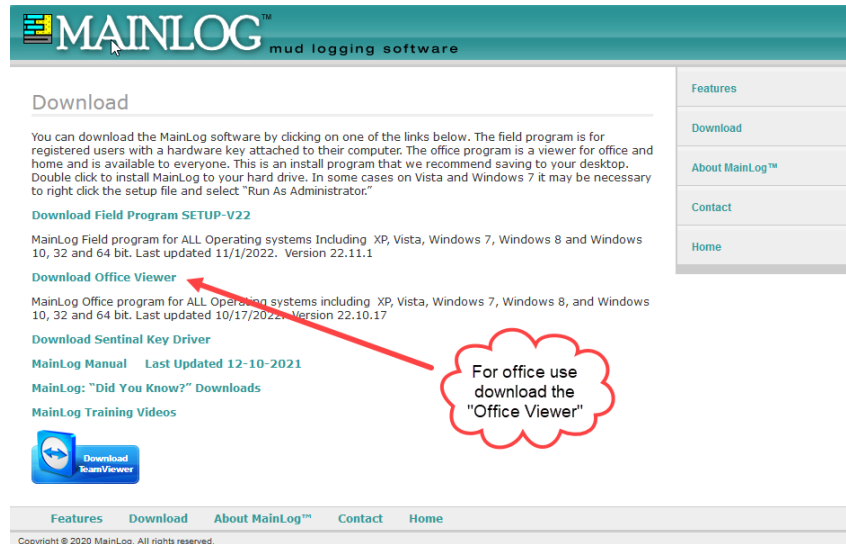 MAINLOG™
mud logging software
Download
You can download the MainLog software by clicking on one of the links below. The field program is for
registered users with a hardware key attached to their computer. The office program is a viewer for office and
home and is available to everyone. This is an install program that we recommend saving to your desktop.
Double click to install MainLog to your hard drive. In some cases on Vista and Windows 7 it may be necessary
to right click the setup file and select “Run As Administrator.”
Download Field Program SETUP-V22
MainLog Field program for ALL Operating systems Including XP, Vista, Windows 7, Windows 8 and Windows
10, 32 and 64 bit. Last updated 11/1/2022. Version 22.11.1
Download Office Viewer
MainLog Office program for ALL Operating systems including XP, Vista, Windows 7, Windows 8, and Windows
10, 32 and 64 bit. Last updated 10/17/2022. Version 22.10.17
Download Sentinal Key Driver
MainLog Manual Last Updated 12-10-2021
MainLog: “Did You Know?” Downloads
MainLog Training Videos
Download
TeamViewer
For office use
download the
"Office Viewer"
Features
Download
About MainLog™
Contact
Home
Features Download About MainLog™ Contact Home
Copyright © 2020 MainLog. All rights reserved.